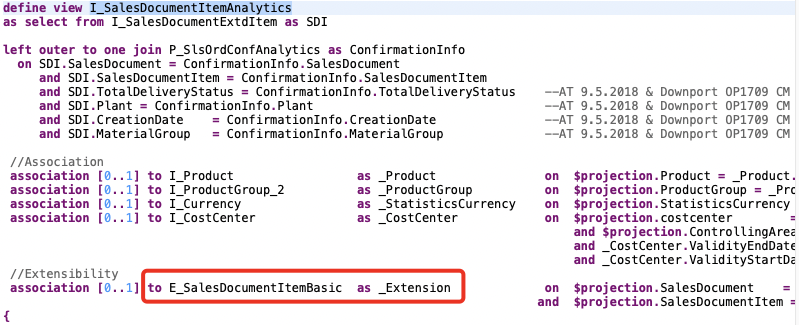 define view I_SalesDocumentItemAnalytics
as select from I_SalesDocumentExtdItem as SDI
left outer to one join P_SlsOrdConfAnalytics as ConfirmationInfo
on SDI.SalesDocument = ConfirmationInfo.SalesDocument
and SDI.SalesDocumentItem = ConfirmationInfo.SalesDocumentItem
and SDI.TotalDeliveryStatus = ConfirmationInfo.TotalDeliveryStatus --AT 9.5.2018 & Downport OP1709 CM
and SDI.Plant = ConfirmationInfo.Plant --AT 9.5.2018 & Downport OP1709 CM
and SDI.CreationDate = ConfirmationInfo.CreationDate --AT 9.5.2018 & Downport OP1709 CM
and SDI.MaterialGroup = ConfirmationInfo.MaterialGroup --AT 9.5.2018 & Downport OP1709 CM
//Association
association [0..1] to I_Product as _Product on $projection.Product = _Product.
association [0..1] to I_ProductGroup_2 as _ProductGroup on $projection.ProductGroup = _Pro
association [0..1] to I_Currency as _StatisticsCurrency on $projection.StatisticsCurrency
association [0..1] to I_CostCenter as _CostCenter on $projection.costcenter =
and $projection.ControllingArea
and _CostCenter.ValidityEndDate
and _CostCenter.ValidityStartDa
//Extensibility
association [0..1] to E_SalesDocumentItemBasic as _Extension on $projection.SalesDocument =
and $projection.SalesDocumentItem =
{